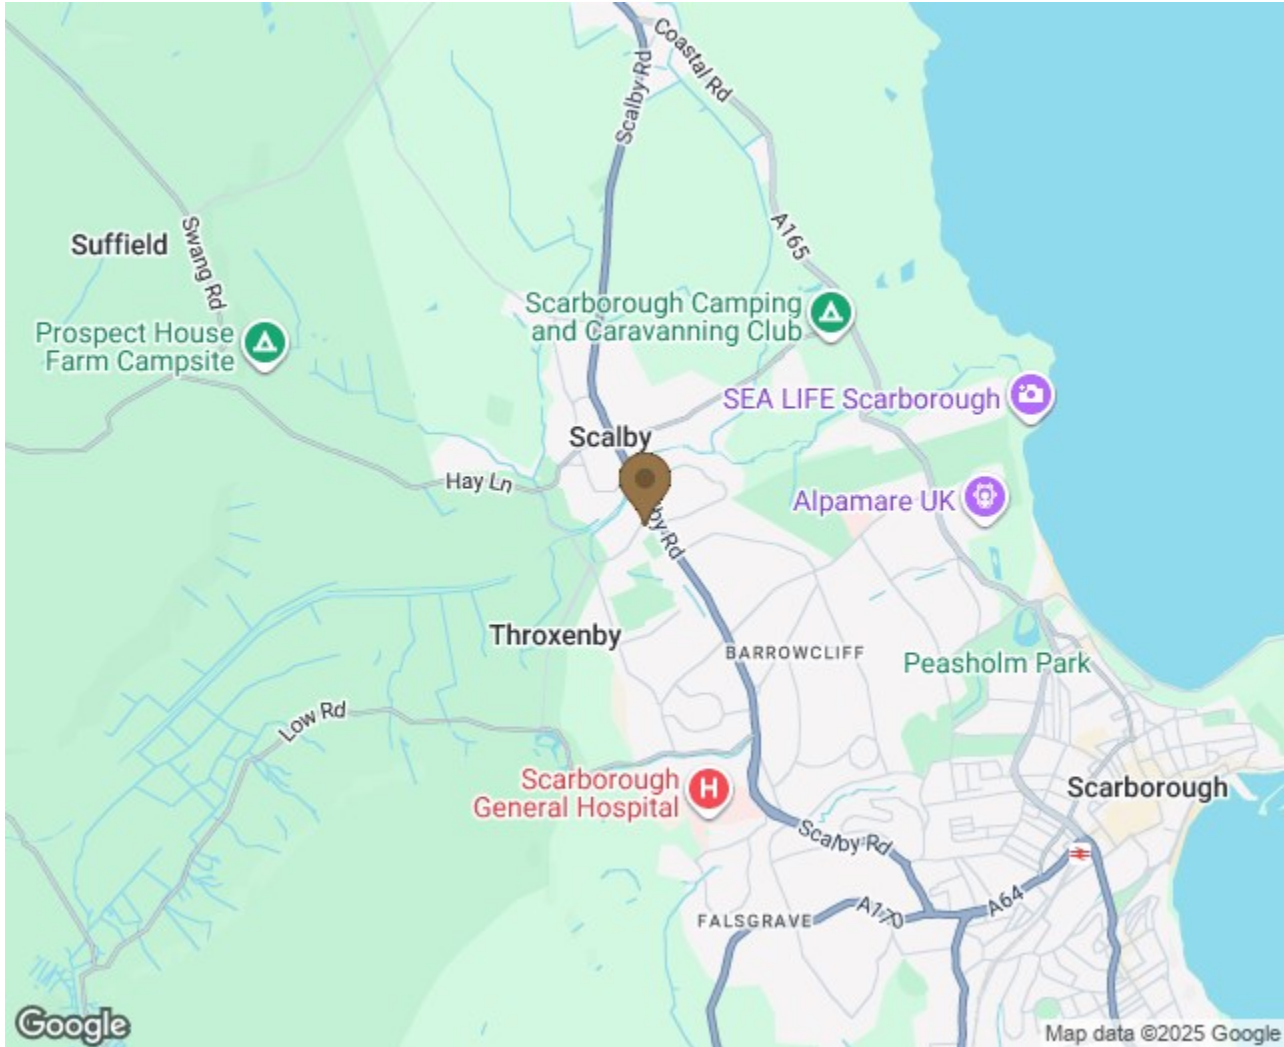 Coastal Rd
Scalby Rd
A165
Suffield
Swang Rd
Scarborough Camping
and Caravanning Club
Prospect House
Farm Campsite
SEA LIFE Scarborough
Scalby
Hay Ln
Alpamare UK
by Rd
Throxenby
BARROWCLIFF
Peasholm Park
Low Rd
Scarborough
General Hospital
H
Scarborough
Scalby Rd
A64
A170
FALSGRAVE
Google
Map data ©2025 Google